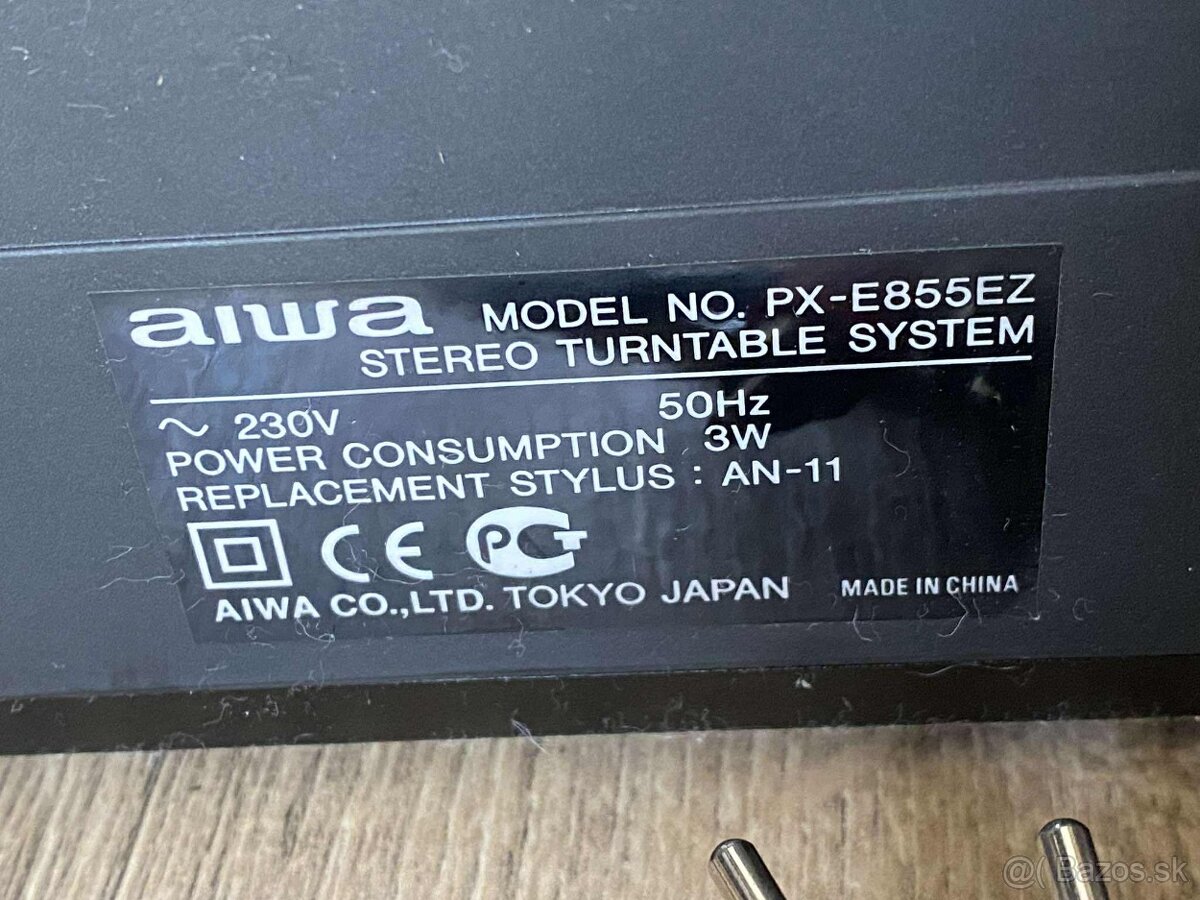 aiwa MODEL NO. PX-E855EZ
STEREO TURNTABLE SYSTEM
~ 230V 50Hz
POWER CONSUMPTION 3W
REPLACEMENT STYLUS : AN-11
CE PCT
AIWA CO.,LTD. TOKYO JAPAN MADE IN CHINA
@( Bazos.sk